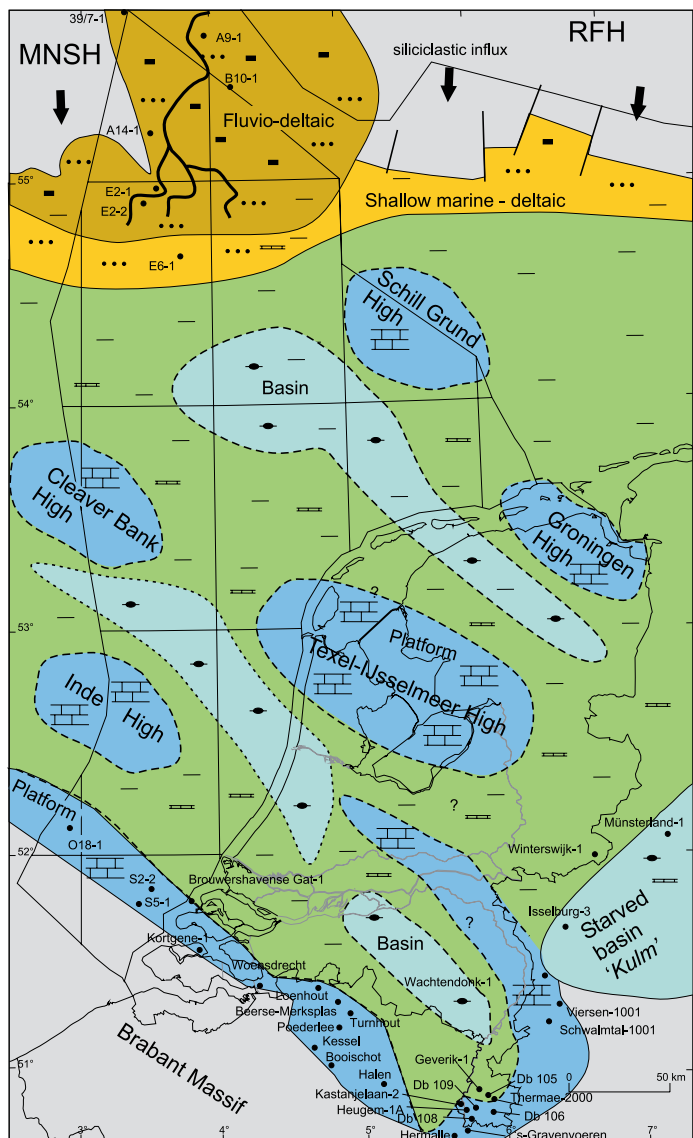 39/7-1
A9-1
MNSH
RFH
siliciclastic influx
B10-1
Fluvio-deltaic
A14-1
55°
E2-1
E2-2
Shallow marine - deltaic
E6-1
Schill Grund
High
Basin
54°
Cleaver Bank
High
Groningen
High
?
53°
Platform
Texel-IJsselmeer High
Inde
High
Platform
?
Münsterland-1
O18-1
52°
Winterswijk-1
S2-2
Brouwershavense Gat-1
S5-1
Isselburg-3
?
Starved
basin
'Kulm'
Kortgene-1
Basin
Woensdrecht
Loenhout
Wachtendonk-1
Beerse-Merksplas
Turnhout
Viersen-1001
Poederlee
Schwalmtal-1001
Kessel
Booischot
Brabant Massif
51°
Geverik-1
Db 105
Halen
Db 109
0
50 km
Kastanjelaan-2
Thermae-2000
Heugem-1A
Db 106
Db 108
Hermalle
's-Gravenvoeren
3°
4°
5°
6°
7°